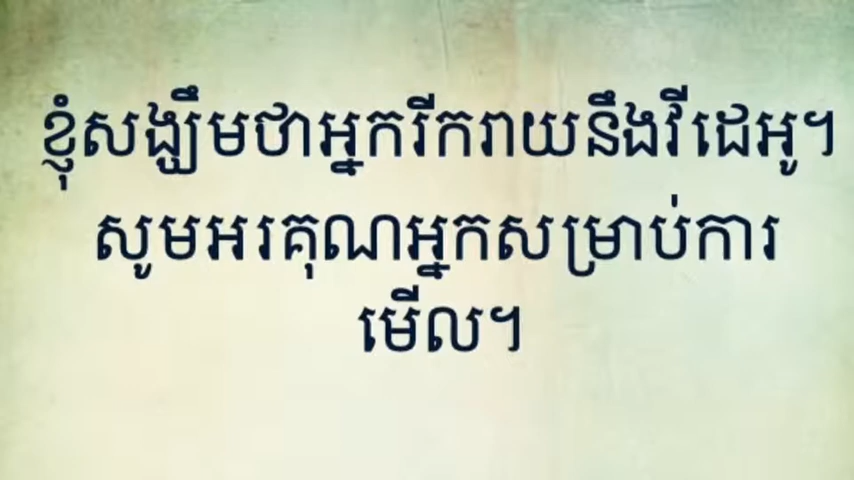 ខ្ញុំសង្ឃឹមថាអ្នករីករាយនឹងវីដេអូ។
សូមអរគុណអ្នកសម្រាប់ការ
មើល។